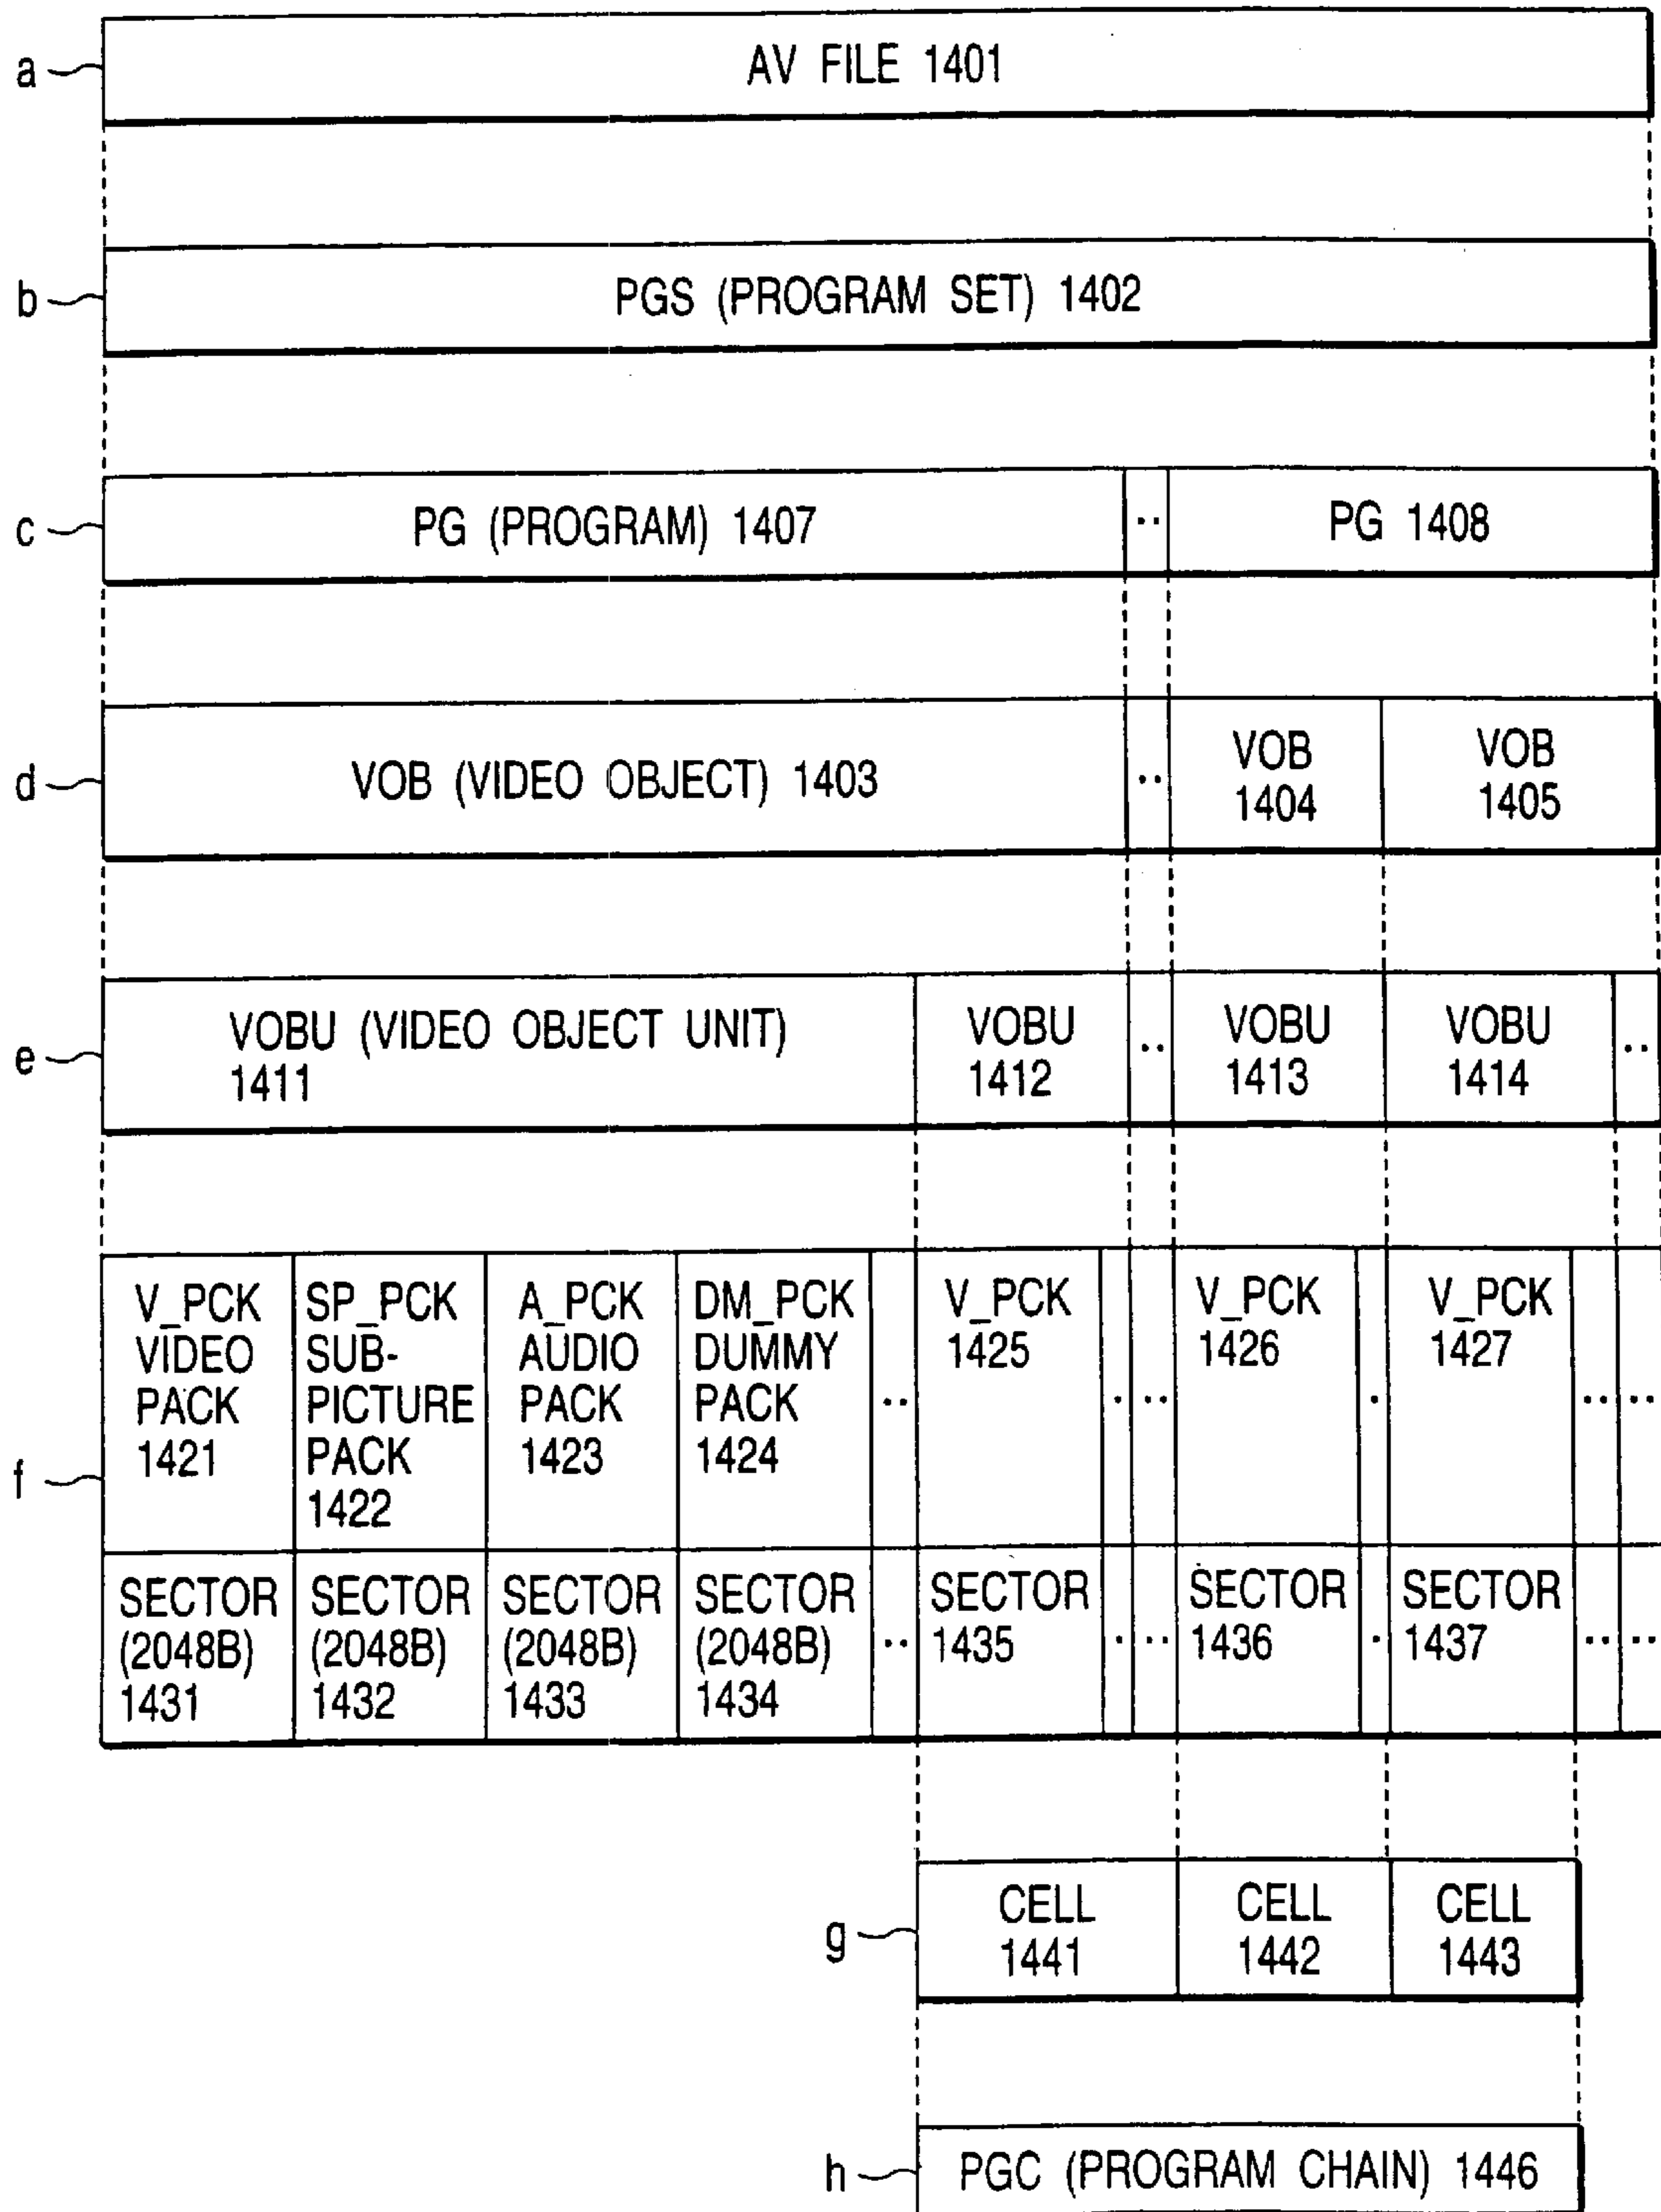 a
AV FILE 1401
b
PGS (PROGRAM SET) 1402
c
PG (PROGRAM) 1407
..
PG 1408
d
VOB (VIDEO OBJECT) 1403
..
VOB
1404
VOB
1405
e
VOBU (VIDEO OBJECT UNIT)
1411
VOBU
1412
..
VOBU
1413
VOBU
1414
..
f
V_PCK
VIDEO
PACK
1421
SP_PCK
SUB-
PICTURE
PACK
1422
A_PCK
AUDIO
PACK
1423
DM_PCK
DUMMY
PACK
1424
..
V_PCK
1425
.
..
V_PCK
1426
.
V_PCK
1427
..
..
SECTOR
(2048B)
1431
SECTOR
(2048B)
1432
SECTOR
(2048B)
1433
SECTOR
(2048B)
1434
..
SECTOR
1435
.
..
SECTOR
1436
.
SECTOR
1437
..
..
g
CELL
1441
CELL
1442
CELL
1443
h
PGC (PROGRAM CHAIN) 1446